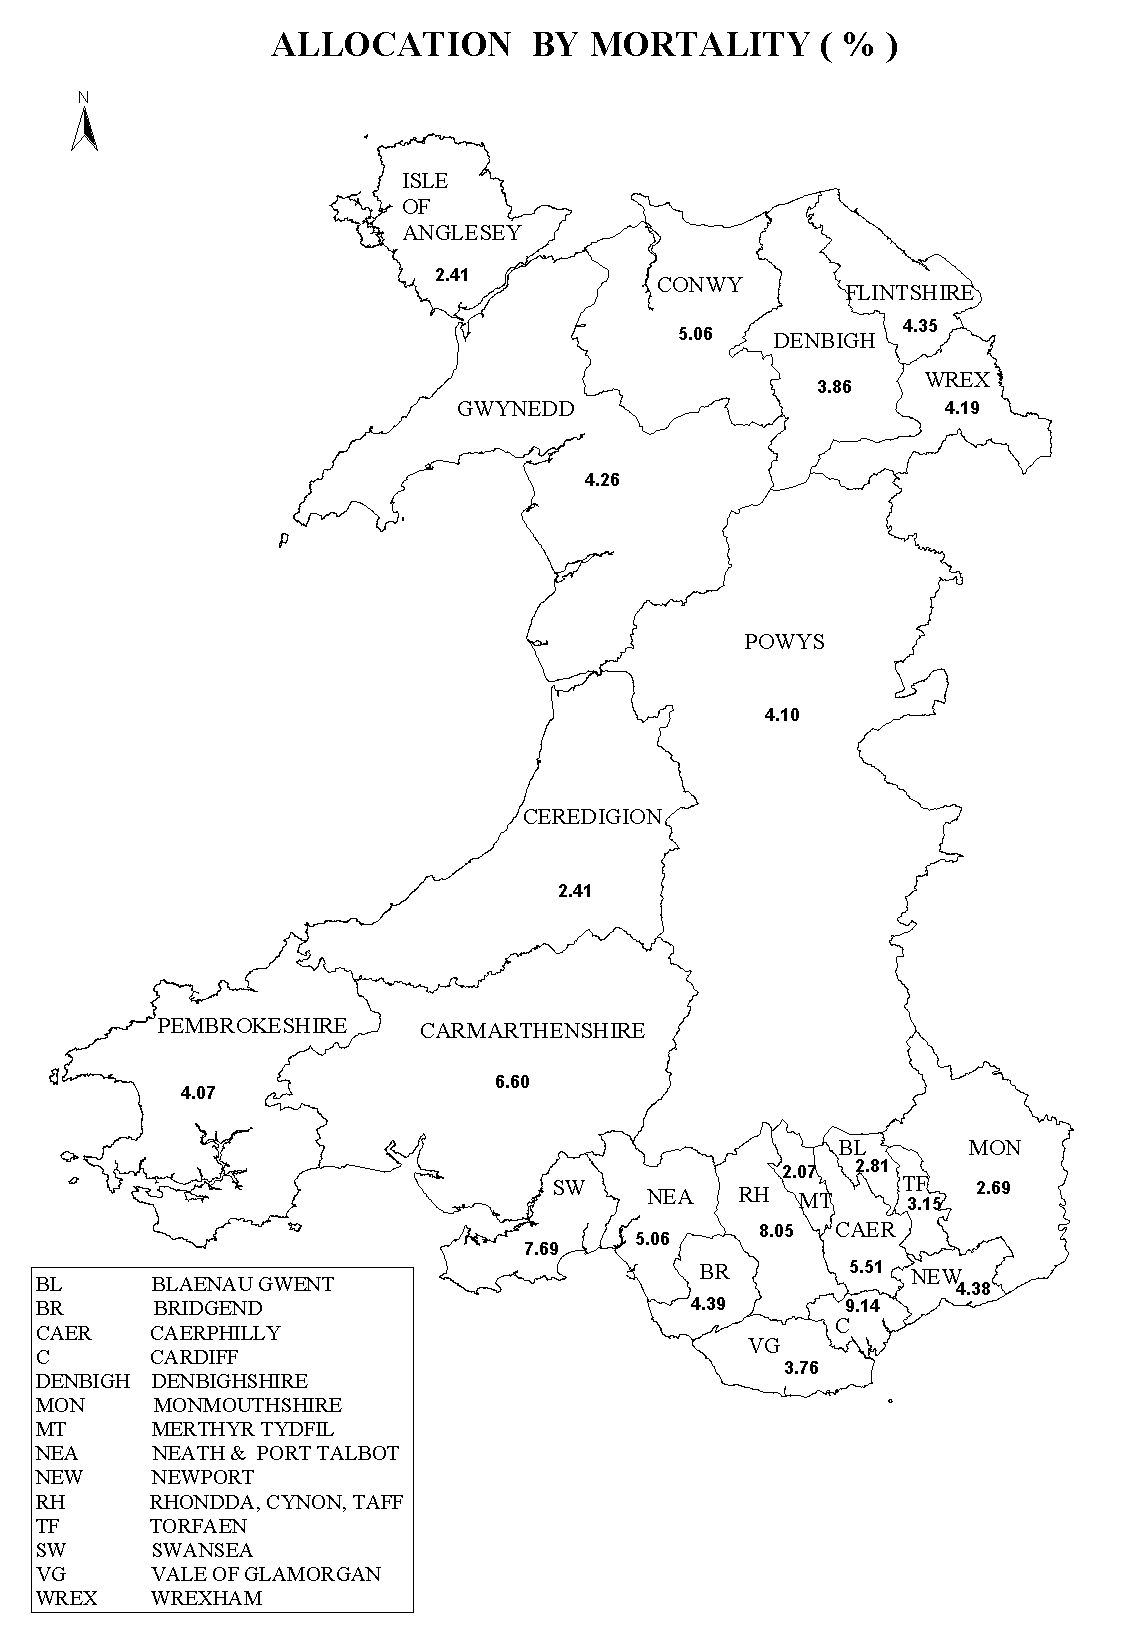 ALLOCATION BY MORTALITY ( % )
N
ISLE
OF
ANGLESEY
2.41
CONWY
5.06
FLINTSHIRE
4.35
DENBIGH
3.86
WREX
4.19
GWYNEDD
4.26
POWYS
4.10
CEREDIGION
2.41
PEMBROKESHIRE
4.07
CARMARTHENSHIRE
6.60
SW
7.69
NEA
5.06
BR
4.39
RH
8.05
2.07
MT
BL
2.81
TF
3.15
CAER
5.51
MON
2.69
NEW
4.38
9.14
C
VG
3.76
BL BLAENAU GWENT
BR BRIDGEND
CAER CAERPHILLY
C CARDIFF
DENBIGH DENBIGHSHIRE
MON MONMOUTHSHIRE
MT MERTHYR TYDFIL
NEA NEATH & PORT TALBOT
NEW NEWPORT
RH RHONDDA, CYNON, TAFF
TF TORFAEN
SW SWANSEA
VG VALE OF GLAMORGAN
WREX WREXHAM